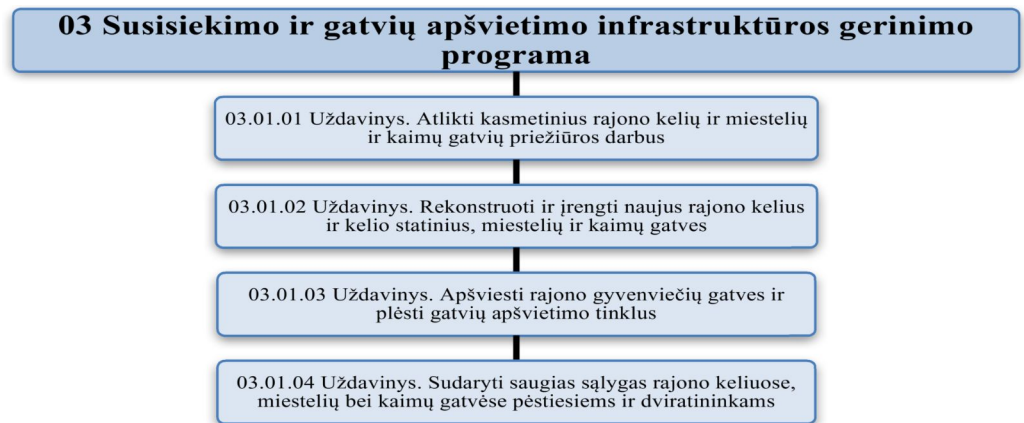 03 Susisiekimo ir gatvių apšvietimo infrastruktūros gerinimo
programa
03.01.01 Uždavinys. Atlikti kasmetinius rajono kelių ir miestelių
ir kaimų gatvių priežiūros darbus
03.01.02 Uždavinys. Rekonstruoti ir įrengti naujus rajono kelius
ir kelio statinius, miestelių ir kaimų gatves
03.01.03 Uždavinys. Apšviesti rajono gyvenviečių gatves ir
plėsti gatvių apšvietimo tinklus
03.01.04 Uždavinys. Sudaryti saugias sąlygas rajono keliuose,
miestelių bei kaimų gatvėse pėstiesiems ir dviratininkams